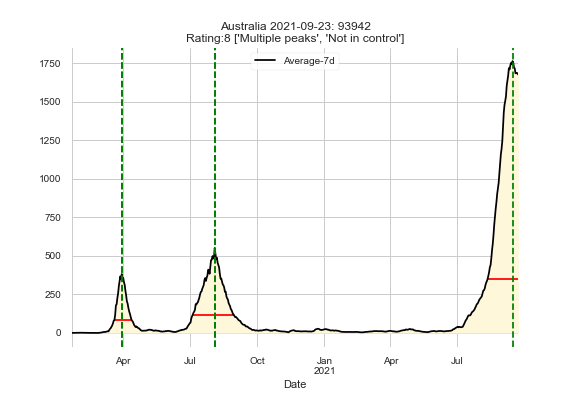 Australia 2021-09-23: 93942
Rating:8 ['Multiple peaks', 'Not in control']
Average-7d
1750
1500
1250
1000
750
500
250
0
Apr
Jul
Oct
Jan
2021
Apr
Jul
Date